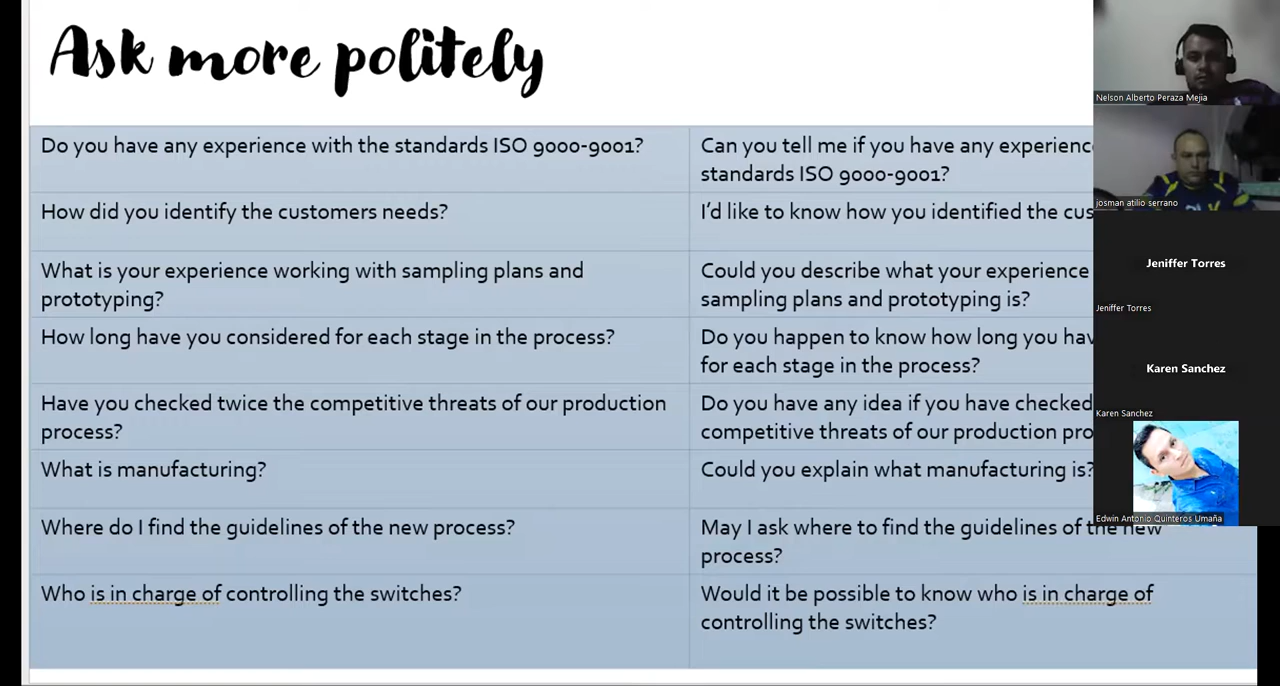 Ask more politely
Do you have any experience with the standards ISO 9000-9001?
Can you tell me if you have any experienc
standards ISO 9000-9001?
How did you identify the customers needs?
I'd like to know how you identified the cus
What is your experience working with sampling plans and
prototyping?
Could you describe what your experience
sampling plans and prototyping is?
How long have you considered for each stage in the process?
Do you happen to know how long you hav
for each stage in the process?
Have you checked twice the competitive threats of our production
process?
Do you have any idea if you have checked
competitive threats of our production pro
What is manufacturing?
Could you explain what manufacturing is?
Where do I find the guidelines of the new process?
May I ask where to find the guidelines of the new
process?
Who is in charge of controlling the switches?
Would it be possible to know who is in charge of
controlling the switches?
Nelson Alberto Peraza Mejia
josman atilio serrano
Jeniffer Torres
Jeniffer Torres
Karen Sanchez
Karen Sanchez
Edwin Antonio Quinteros Umaña